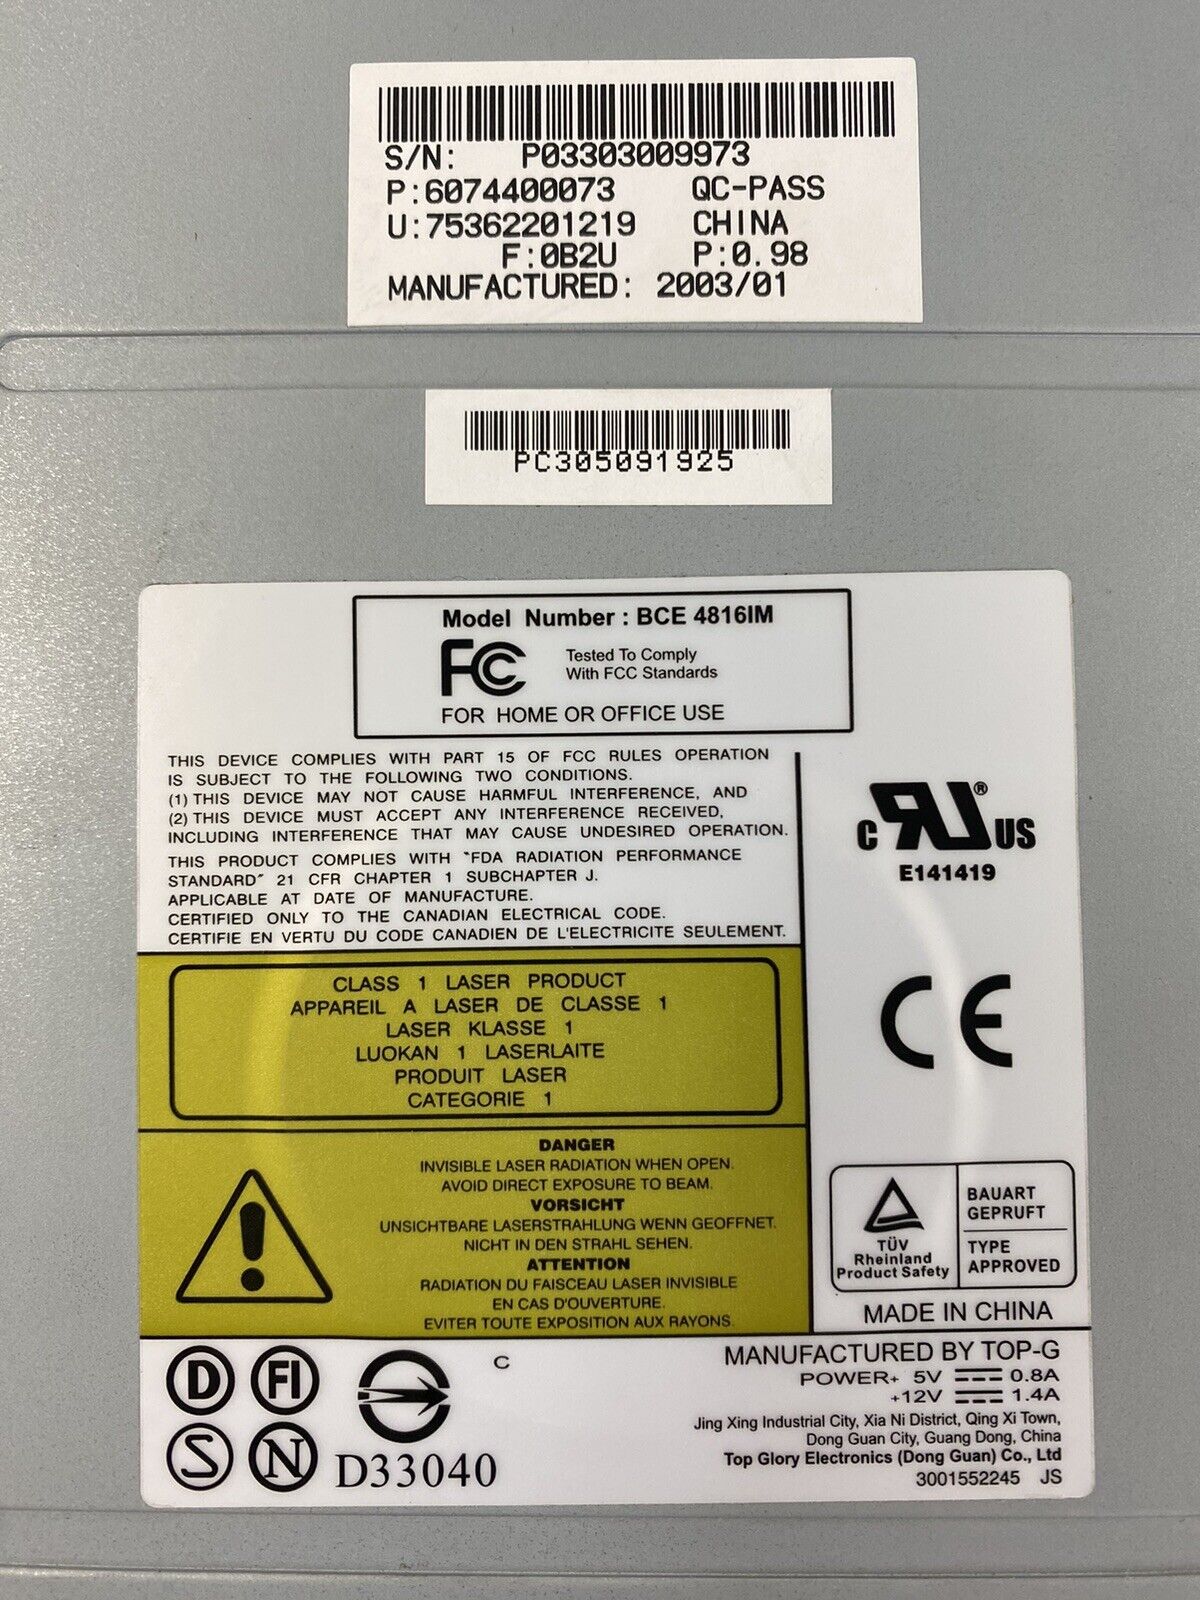 S/N: P03303009973
P:6074400073 QC-PASS
U:75362201219 CHINA
F:0B2U P:0.98
MANUFACTURED: 2003/01
PC305091925
Model Number : BCE 4816IM
FC Tested To Comply
With FCC Standards
FOR HOME OR OFFICE USE
THIS DEVICE COMPLIES WITH PART 15 OF FCC RULES OPERATION
IS SUBJECT TO THE FOLLOWING TWO CONDITIONS.
(1) THIS DEVICE MAY NOT CAUSE HARMFUL INTERFERENCE, AND
(2) THIS DEVICE MUST ACCEPT ANY INTERFERENCE RECEIVED,
INCLUDING INTERFERENCE THAT MAY CAUSE UNDESIRED OPERATION.
THIS PRODUCT COMPLIES WITH "FDA RADIATION PERFORMANCE
STANDARD" 21 CFR CHAPTER 1 SUBCHAPTER J.
APPLICABLE AT DATE OF MANUFACTURE.
CERTIFIED ONLY TO THE CANADIAN ELECTRICAL CODE.
CERTIFIE EN VERTU DU CODE CANADIEN DE L'ELECTRICITE SEULEMENT.
C RU® US
E141419
CE
CLASS 1 LASER PRODUCT
APPAREIL A LASER DE CLASSE 1
LASER KLASSE 1
LUOKAN 1 LASERLAITE
PRODUIT LASER
CATEGORIE 1
DANGER
INVISIBLE LASER RADIATION WHEN OPEN.
AVOID DIRECT EXPOSURE TO BEAM.
VORSICHT
UNSICHTBARE LASERSTRAHLUNG WENN GEOFFNET.
NICHT IN DEN STRAHL SEHEN.
ATTENTION
RADIATION DU FAISCEAU LASER INVISIBLE
EN CAS D'OUVERTURE.
EVITER TOUTE EXPOSITION AUX RAYONS.
TÜV
Rheinland
Product Safety
BAUART
GEPRUFT
TYPE
APPROVED
MADE IN CHINA
D FI
S N
C
D33040
MANUFACTURED BY TOP-G
POWER+ 5V 0.8A
+12V 1.4A
Jing Xing Industrial City, Xia Ni District, Qing Xi Town,
Dong Guan City, Guang Dong, China
Top Glory Electronics (Dong Guan) Co., Ltd
3001552245 JS